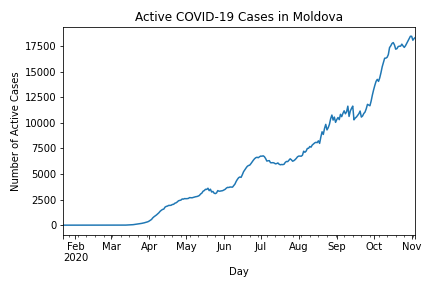 Active COVID-19 Cases in Moldova
Number of Active Cases
17500
15000
12500
10000
7500
5000
2500
0
Feb Mar Apr May Jun Jul Aug Sep Oct Nov
2020
Day